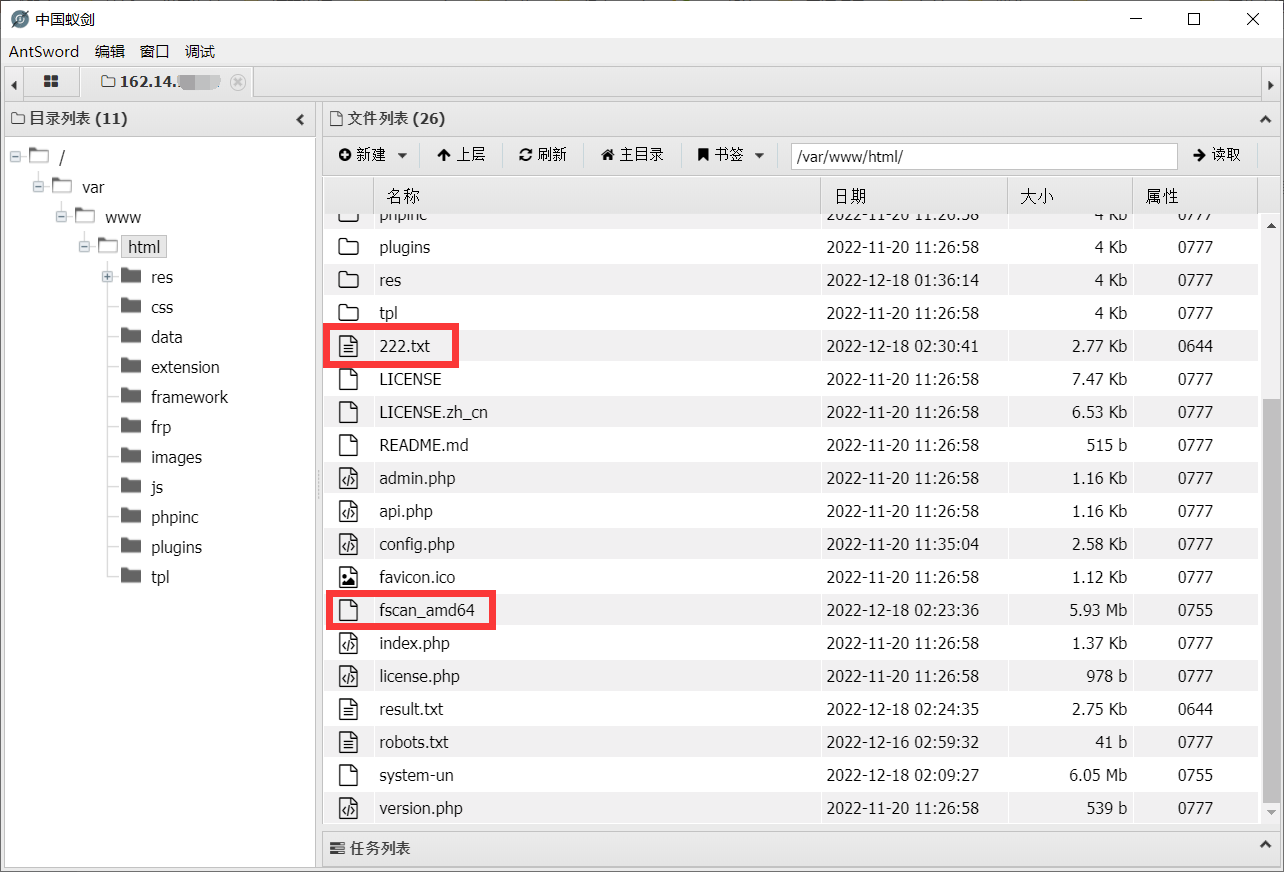 中国蚁剑
AntSword 编辑 窗口 调试
162.14.
目录列表 (11)
/
var
www
html
res
css
data
extension
framework
frp
images
js
phpinc
plugins
tpl
文件列表 (26)
新建 上层 刷新 主目录 书签 /var/www/html/ 读取
名称 日期 大小 属性
phpinc 2022-11-20 11:26:58 4 Kb 0777
plugins 2022-11-20 11:26:58 4 Kb 0777
res 2022-12-18 01:36:14 4 Kb 0777
tpl 2022-11-20 11:26:58 4 Kb 0777
222.txt 2022-12-18 02:30:41 2.77 Kb 0644
LICENSE 2022-11-20 11:26:58 7.47 Kb 0777
LICENSE.zh_cn 2022-11-20 11:26:58 6.53 Kb 0777
README.md 2022-11-20 11:26:58 515 b 0777
admin.php 2022-11-20 11:26:58 1.16 Kb 0777
api.php 2022-11-20 11:26:58 1.16 Kb 0777
config.php 2022-11-20 11:35:04 2.58 Kb 0777
favicon.ico 2022-11-20 11:26:58 1.12 Kb 0777
fscan_amd64 2022-12-18 02:23:36 5.93 Mb 0755
index.php 2022-11-20 11:26:58 1.37 Kb 0777
license.php 2022-11-20 11:26:58 978 b 0777
result.txt 2022-12-18 02:24:35 2.75 Kb 0644
robots.txt 2022-12-16 02:59:32 41 b 0777
system-un 2022-12-18 02:09:27 6.05 Mb 0755
version.php 2022-11-20 11:26:58 539 b 0777
任务列表